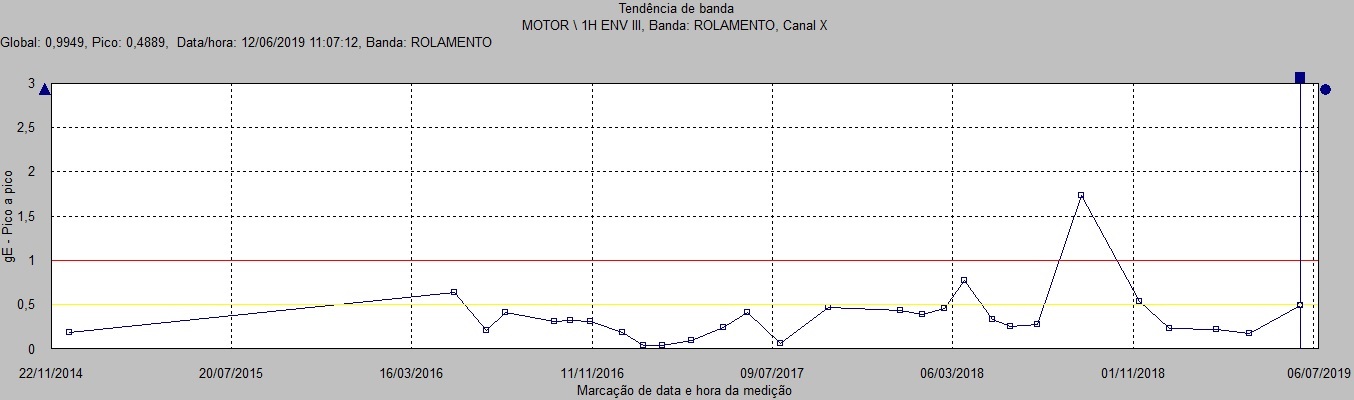 Tendência de banda
MOTOR \ 1H ENV III, Banda: ROLAMENTO, Canal X
Global: 0,9949, Pico: 0,4889,  Data/hora: 12/06/2019 11:07:12, Banda: ROLAMENTO
3
2,5
2
1,5
1
0,5
0
gE - Pico a pico
22/11/2014 20/07/2015 16/03/2016 11/11/2016 09/07/2017 06/03/2018 01/11/2018 06/07/2019
Marcação de data e hora da medição